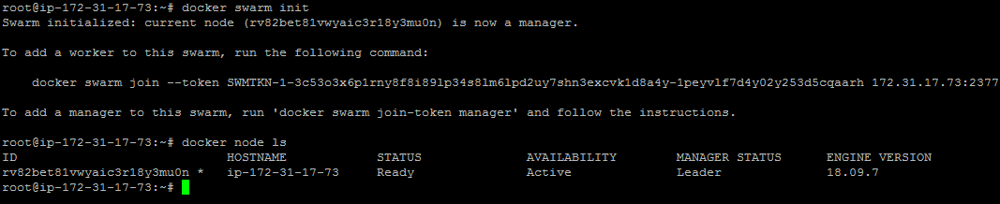 root@ip-172-31-17-73:~# docker swarm init
Swarm initialized: current node (rv82bet81vwyaic3r18y3mu0n) is now a manager.
To add a worker to this swarm, run the following command:
docker swarm join --token SWMTKN-1-3c53o3x6p1rny8f8i89lp34s8lm6lpd2uy7shn3excvk1d8a4y-1peyvlf7d4y02y253d5cqaarh 172.31.17.73:2377
To add a manager to this swarm, run 'docker swarm join-token manager' and follow the instructions.
root@ip-172-31-17-73:~# docker node ls
ID HOSTNAME STATUS AVAILABILITY MANAGER STATUS ENGINE VERSION
rv82bet81vwyaic3r18y3mu0n * ip-172-31-17-73 Ready Active Leader 18.09.7
root@ip-172-31-17-73:~#